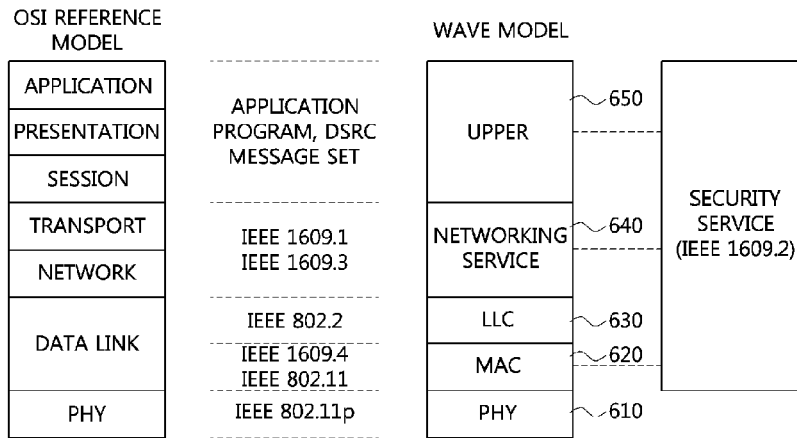 OSI REFERENCE
MODEL
APPLICATION
PRESENTATION
SESSION
TRANSPORT
NETWORK
DATA LINK
PHY
APPLICATION
PROGRAM, DSRC
MESSAGE SET
IEEE 1609.1
IEEE 1609.3
IEEE 802.2
IEEE 1609.4
IEEE 802.11
IEEE 802.11p
WAVE MODEL
UPPER
650
NETWORKING
SERVICE
640
LLC
630
MAC
620
PHY
610
SECURITY
SERVICE
(IEEE 1609.2)